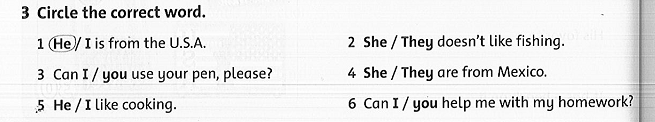 3 Circle the correct word.
1 He / I is from the U.S.A. 2 She / They doesn't like fishing.
3 Can I / you use your pen, please? 4 She / They are from Mexico.
5 He / I like cooking. 6 Can I / you help me with my homework?